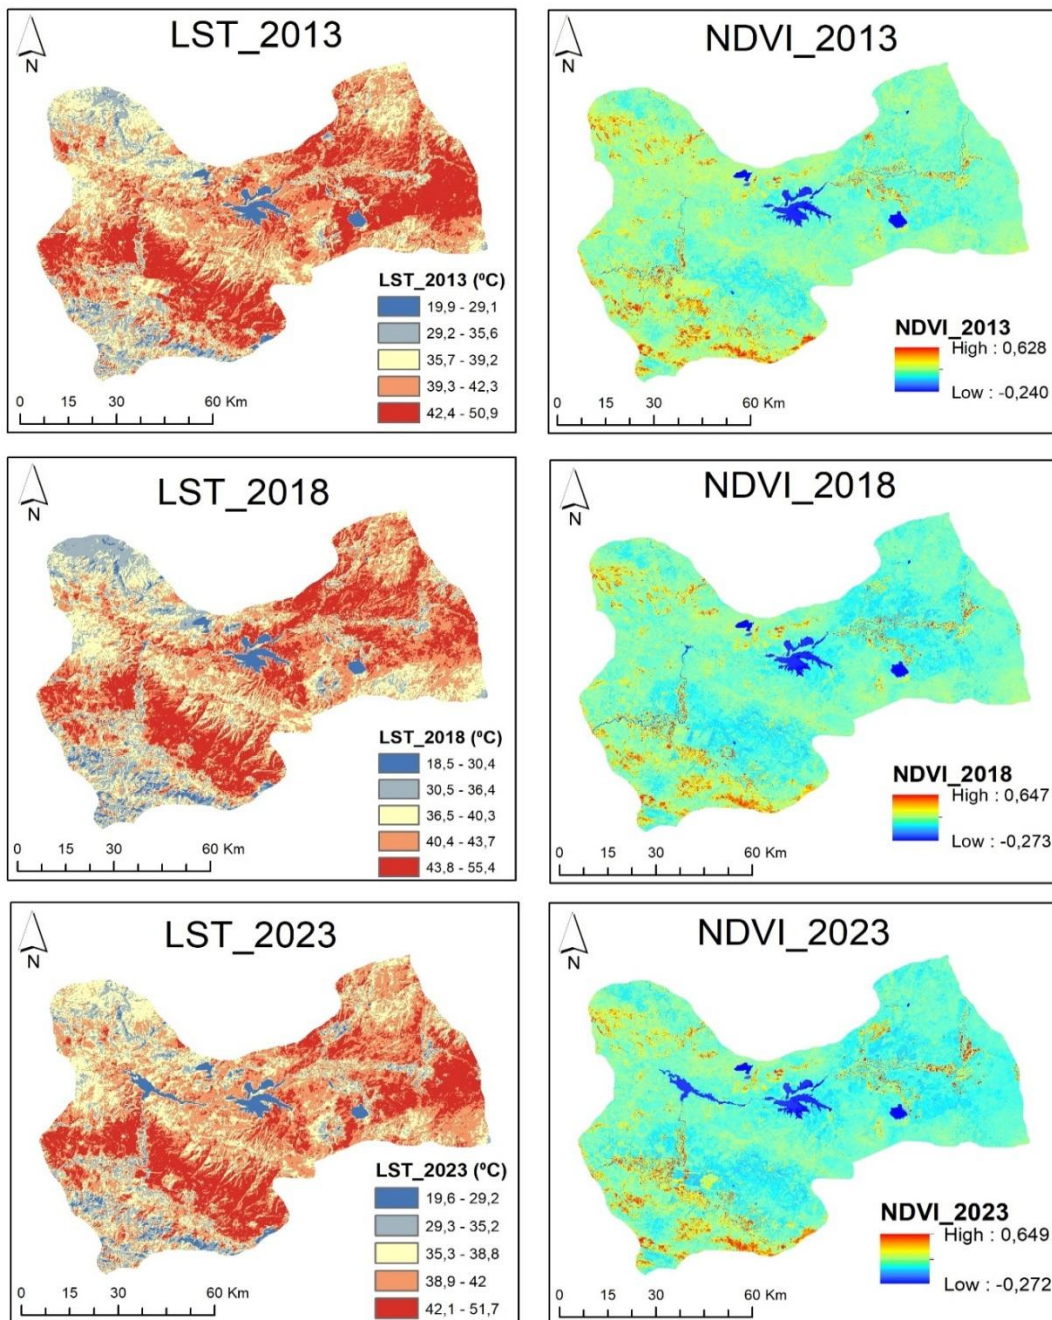 LST_2013
N
LST_2013 (ºC)
19,9 - 29,1
29,2 - 35,6
35,7 - 39,2
39,3 - 42,3
42,4 - 50,9
0 15 30 60 Km
NDVI_2013
N
NDVI_2013
High : 0,628
Low : -0,240
0 15 30 60 Km
LST_2018
N
LST_2018 (ºC)
18,5 - 30,4
30,5 - 36,4
36,5 - 40,3
40,4 - 43,7
43,8 - 55,4
0 15 30 60 Km
NDVI_2018
N
NDVI_2018
High : 0,647
Low : -0,273
0 15 30 60 Km
LST_2023
N
LST_2023 (ºC)
19,6 - 29,2
29,3 - 35,2
35,3 - 38,8
38,9 - 42
42,1 - 51,7
0 15 30 60 Km
NDVI_2023
N
NDVI_2023
High : 0,649
Low : -0,272
0 15 30 60 Km